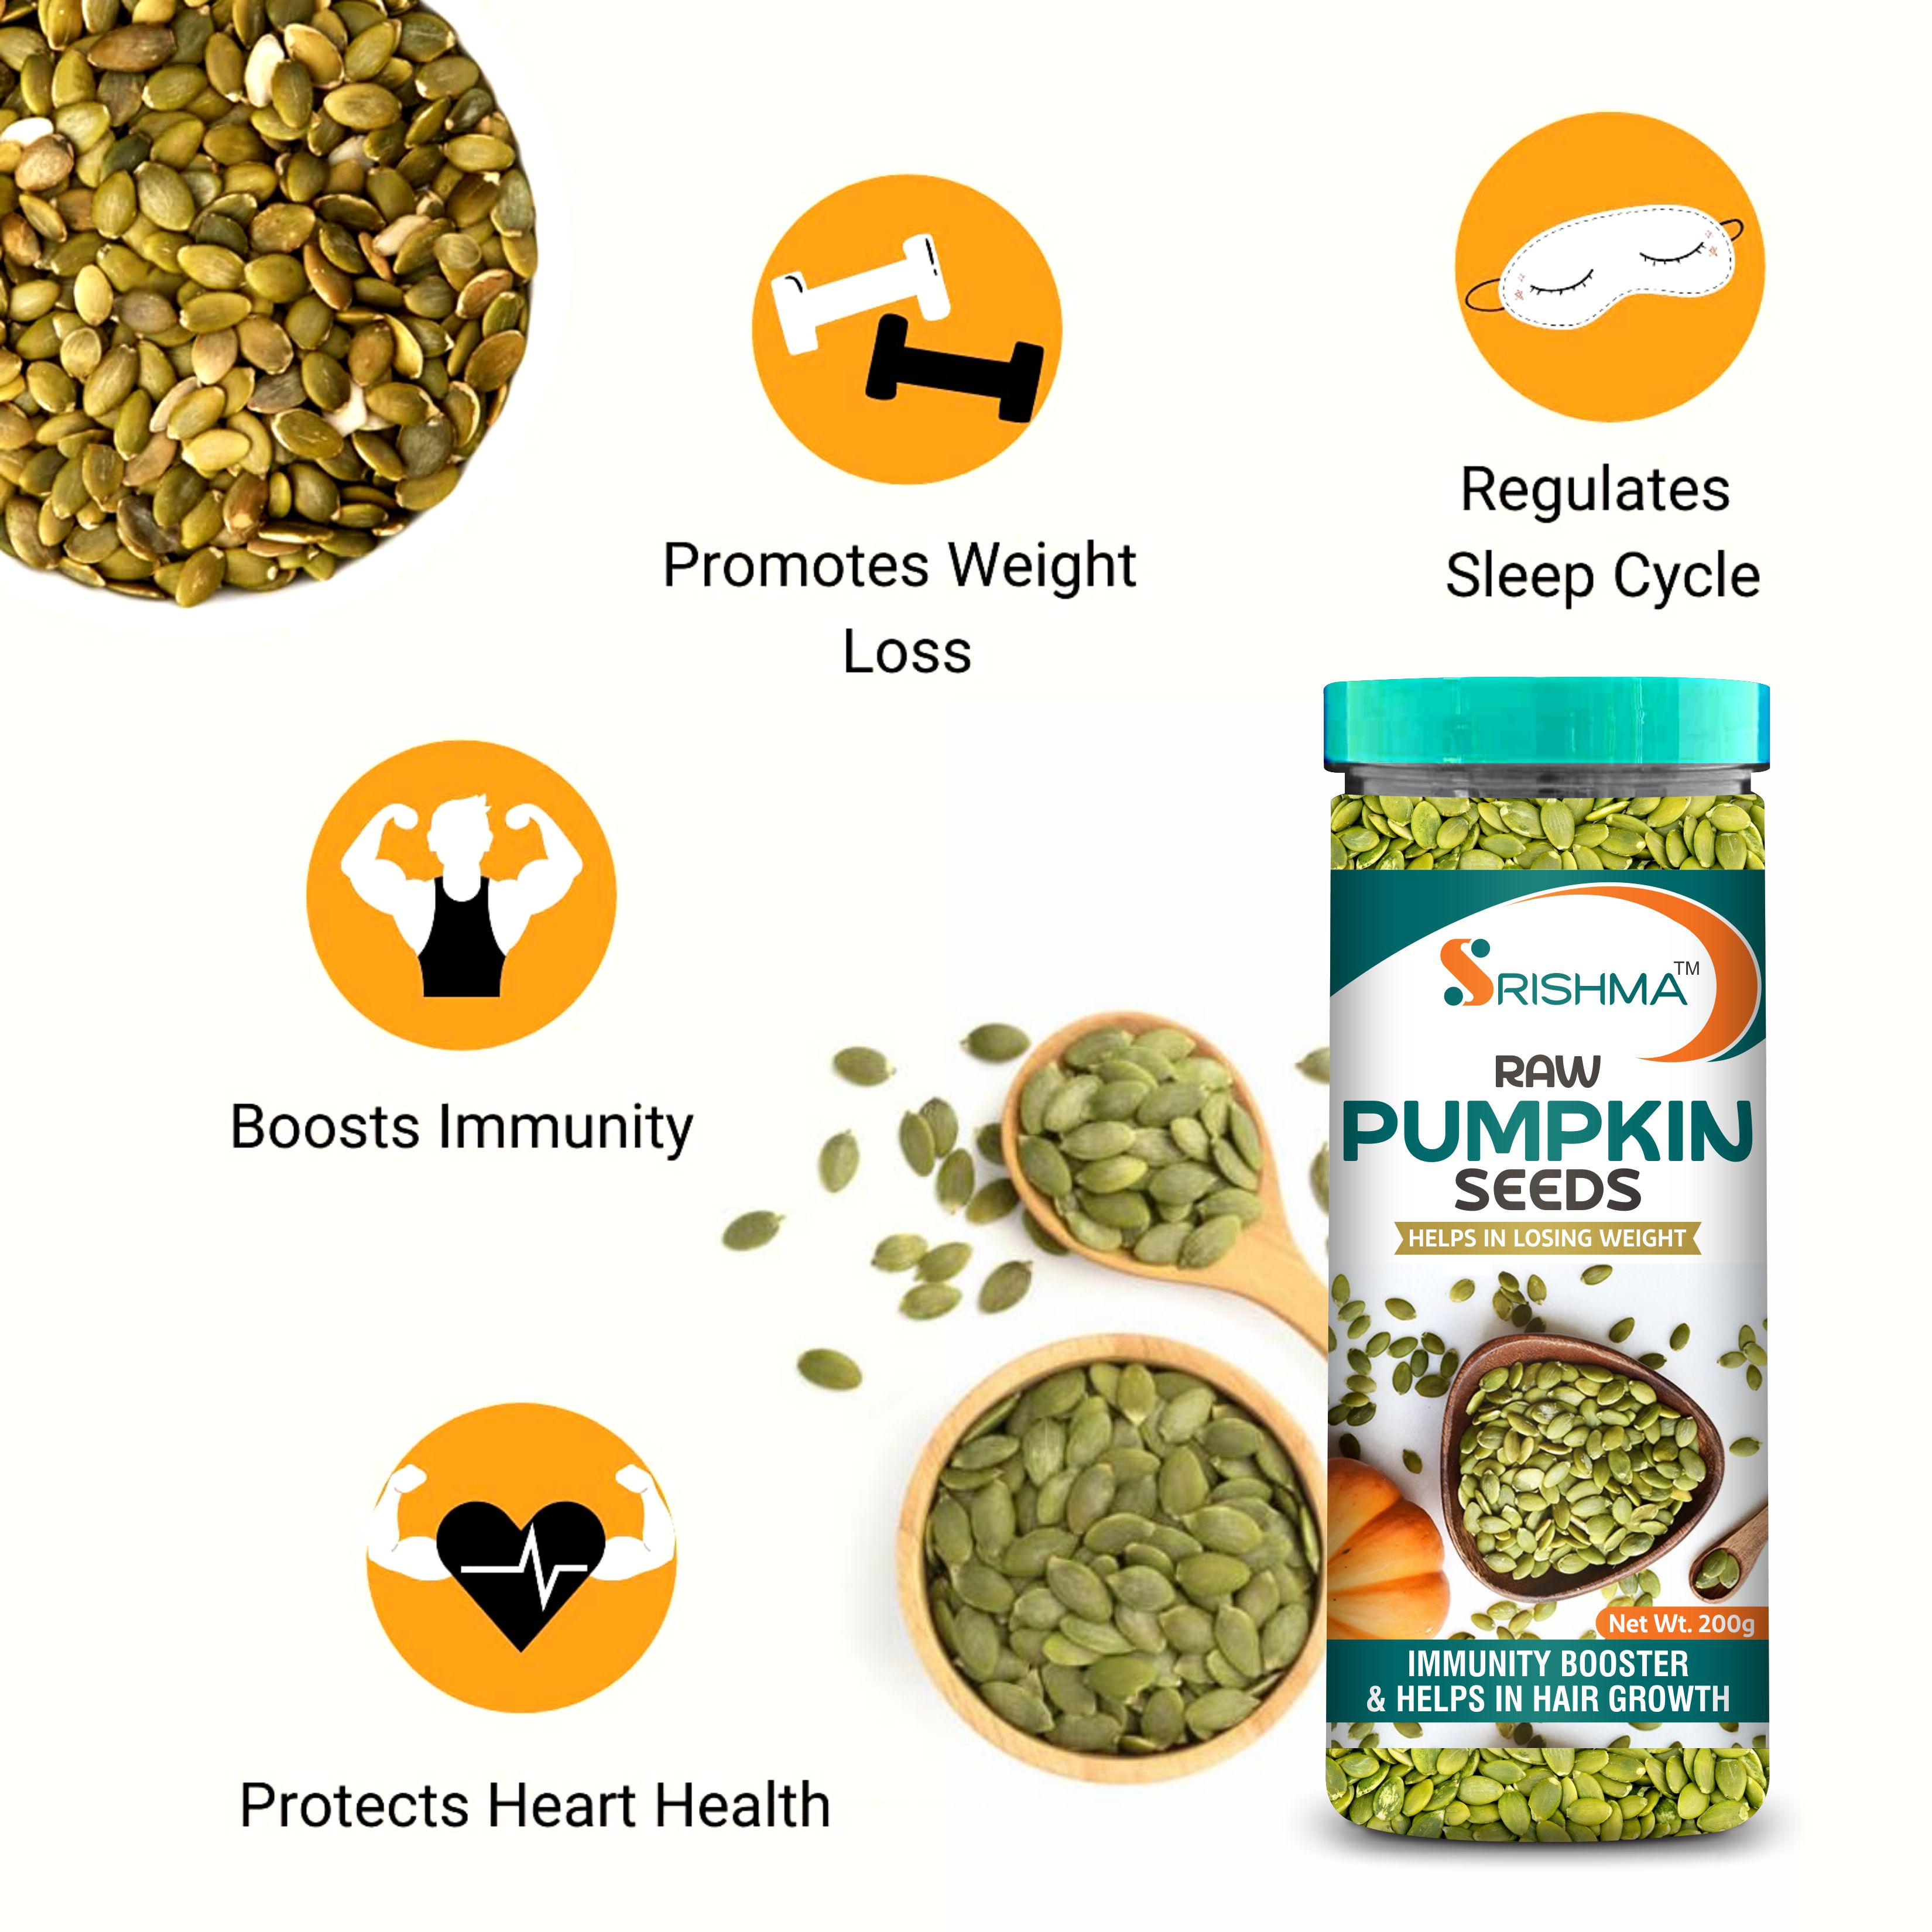 Promotes Weight
Loss
Regulates
Sleep Cycle
Boosts Immunity
Protects Heart Health
SRISHMA™
RAW
PUMPKIN
SEEDS
HELPS IN LOSING WEIGHT
Net Wt. 200g
IMMUNITY BOOSTER
& HELPS IN HAIR GROWTH